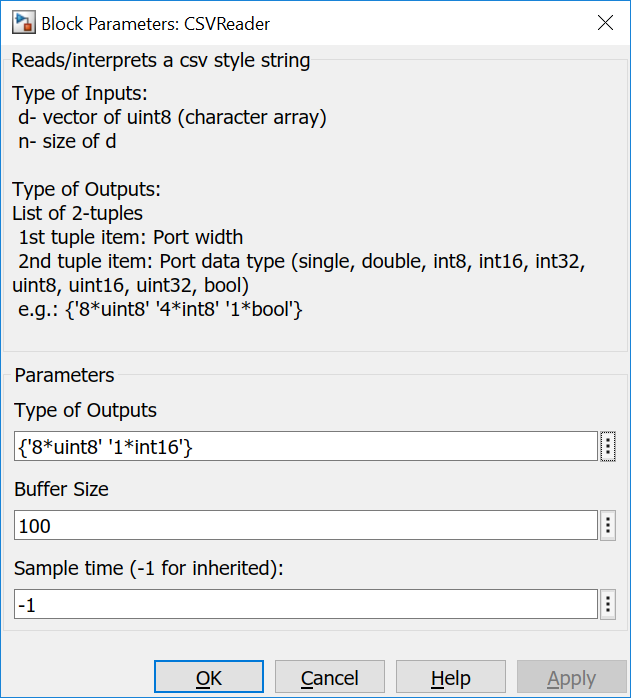 Block Parameters: CSVReader
Reads/interprets a csv style string
Type of Inputs:
d- vector of uint8 (character array)
n- size of d
Type of Outputs:
List of 2-tuples
1st tuple item: Port width
2nd tuple item: Port data type (single, double, int8, int16, int32,
uint8, uint16, uint32, bool)
e.g.: {'8*uint8' '4*int8' '1*bool'}
Parameters
Type of Outputs
{'8*uint8' '1*int16'}
Buffer Size
100
Sample time (-1 for inherited):
-1
OK Cancel Help Apply